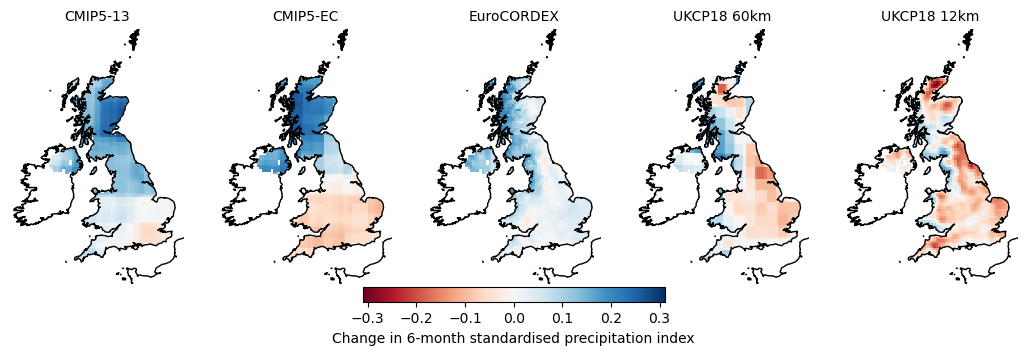 CMIP5-13 CMIP5-EC EuroCORDEX UKCP18 60km UKCP18 12km
−0.3 −0.2 −0.1 0.0 0.1 0.2 0.3
Change in 6-month standardised precipitation index